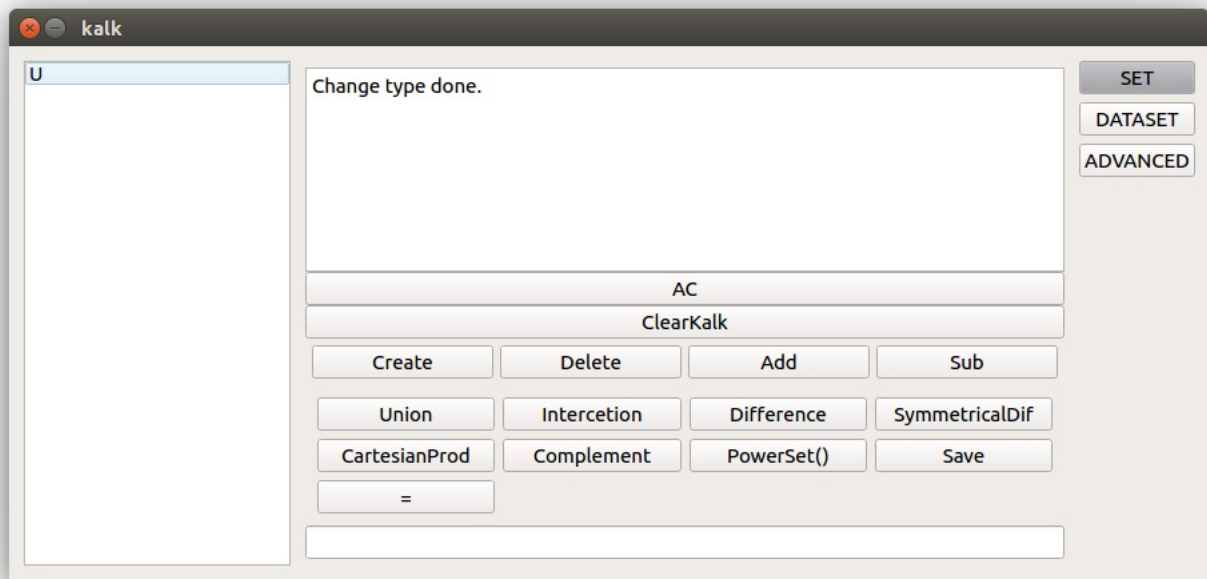 kalk
U
Change type done.
SET
DATASET
ADVANCED
AC
ClearKalk
Create Delete Add Sub
Union Intercetion Difference SymmetricalDif
CartesianProd Complement PowerSet() Save
=